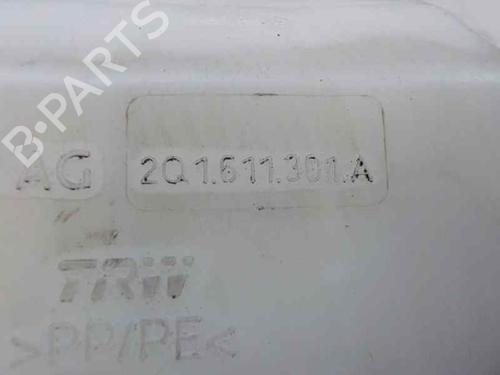 B-PARTS
AG 2Q1.611.301.A
TRW
>PP/PE<